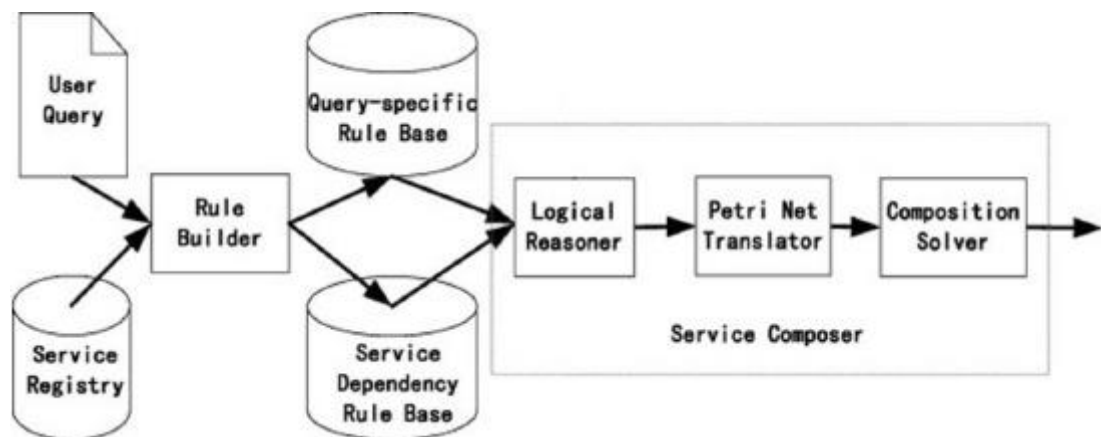 User
Query
Query-specific
Rule Base
Rule
Builder
Logical
Reasoner
Petri Net
Translator
Composition
Solver
Service Composer
Service
Registry
Service
Dependency
Rule Base